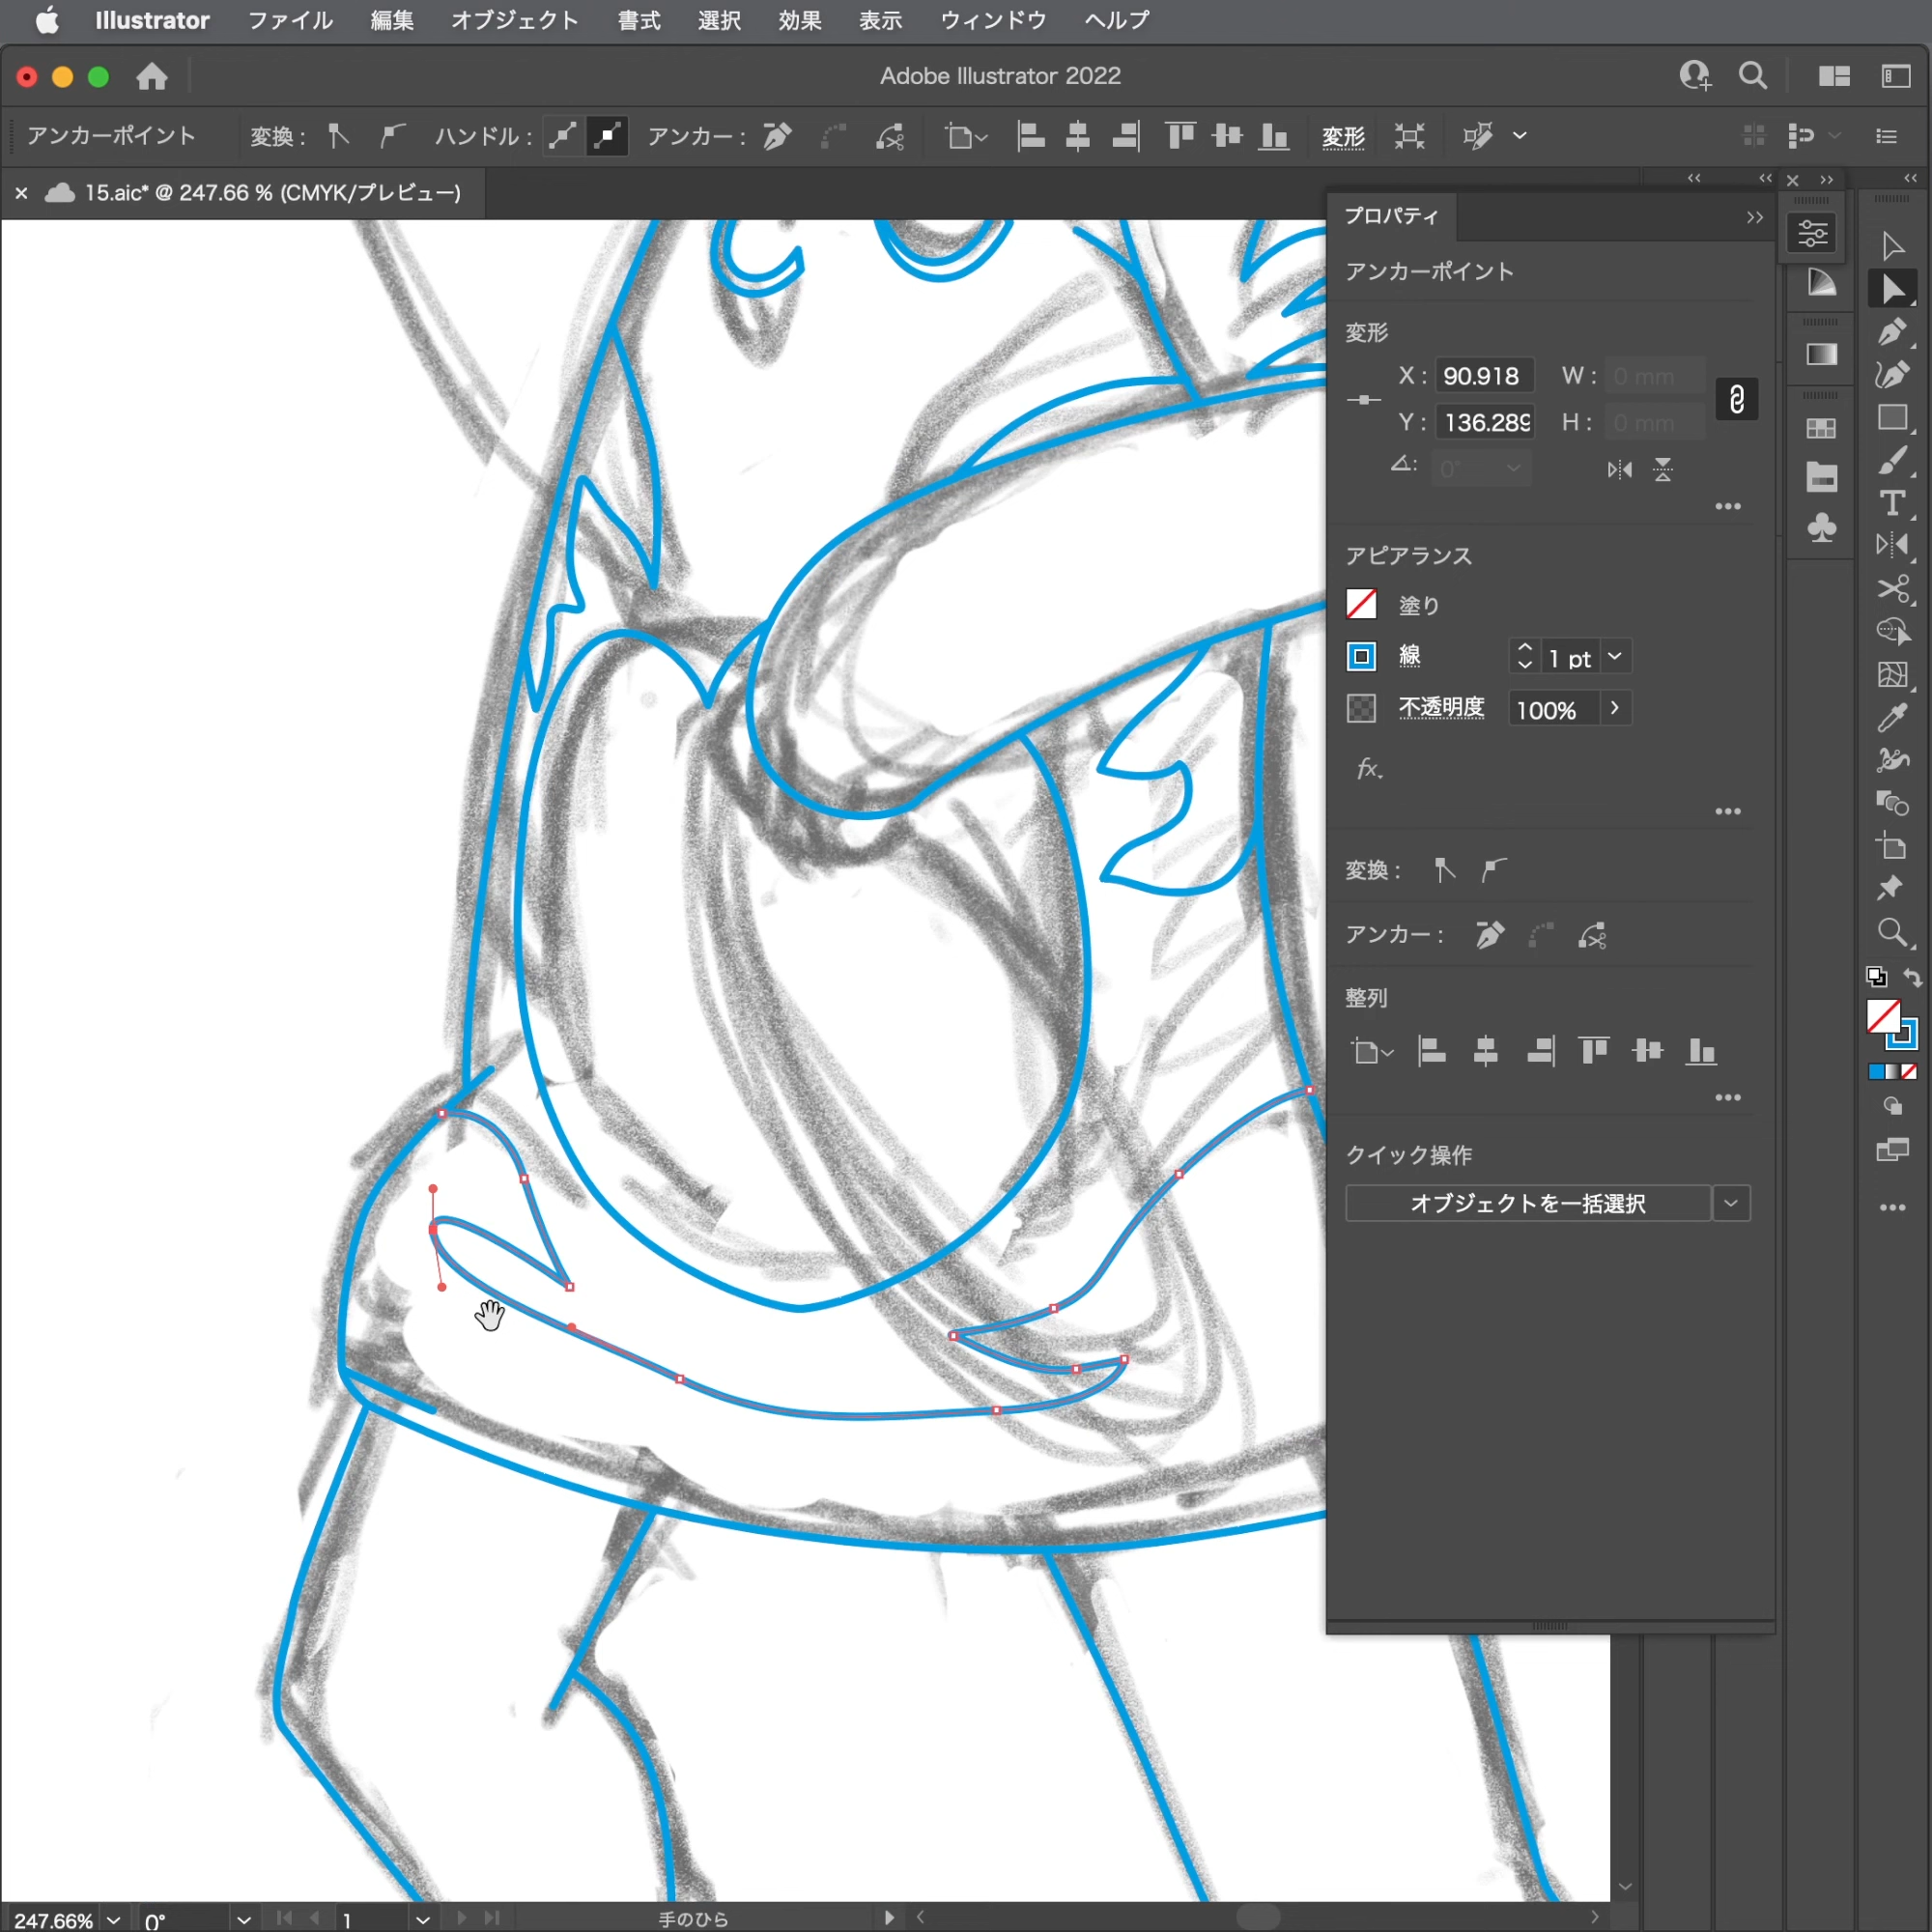 Illustrator ファイル 編集 オブジェクト 書式 選択 効果 表示 ウィンドウ ヘルプ
Adobe Illustrator 2022
アンカーポイント 変換： ハンドル： アンカー： 変形
15.aic* @ 247.66 % (CMYK/プレビュー)
プロパティ
アンカーポイント
変形
X： 90.918 W： 0 mm
Y： 136.289 H： 0 mm
0°
アピアランス
塗り
線 1 pt
不透明度 100%
fx.
変換：
アンカー：
整列
クイック操作
オブジェクトを一括選択
247.66% 0° 1 手のひら